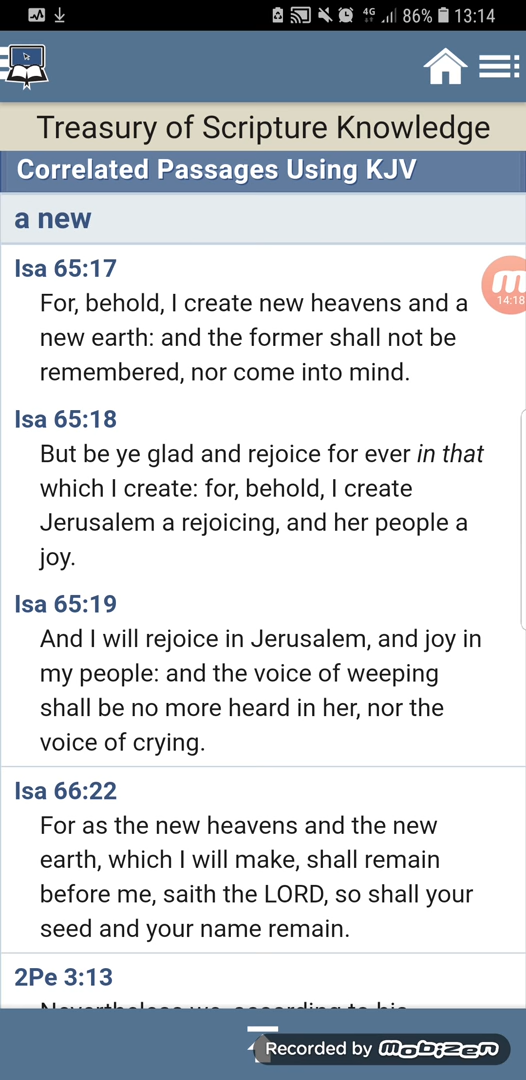 4G 86% 13:14
Treasury of Scripture Knowledge
Correlated Passages Using KJV
a new
Isa 65:17
For, behold, I create new heavens and a
new earth: and the former shall not be
remembered, nor come into mind.
14:18
Isa 65:18
But be ye glad and rejoice for ever in that
which I create: for, behold, I create
Jerusalem a rejoicing, and her people a
joy.
Isa 65:19
And I will rejoice in Jerusalem, and joy in
my people: and the voice of weeping
shall be no more heard in her, nor the
voice of crying.
Isa 66:22
For as the new heavens and the new
earth, which I will make, shall remain
before me, saith the LORD, so shall your
seed and your name remain.
2Pe 3:13
Nevertheless we, according to his
Recorded by mobizen